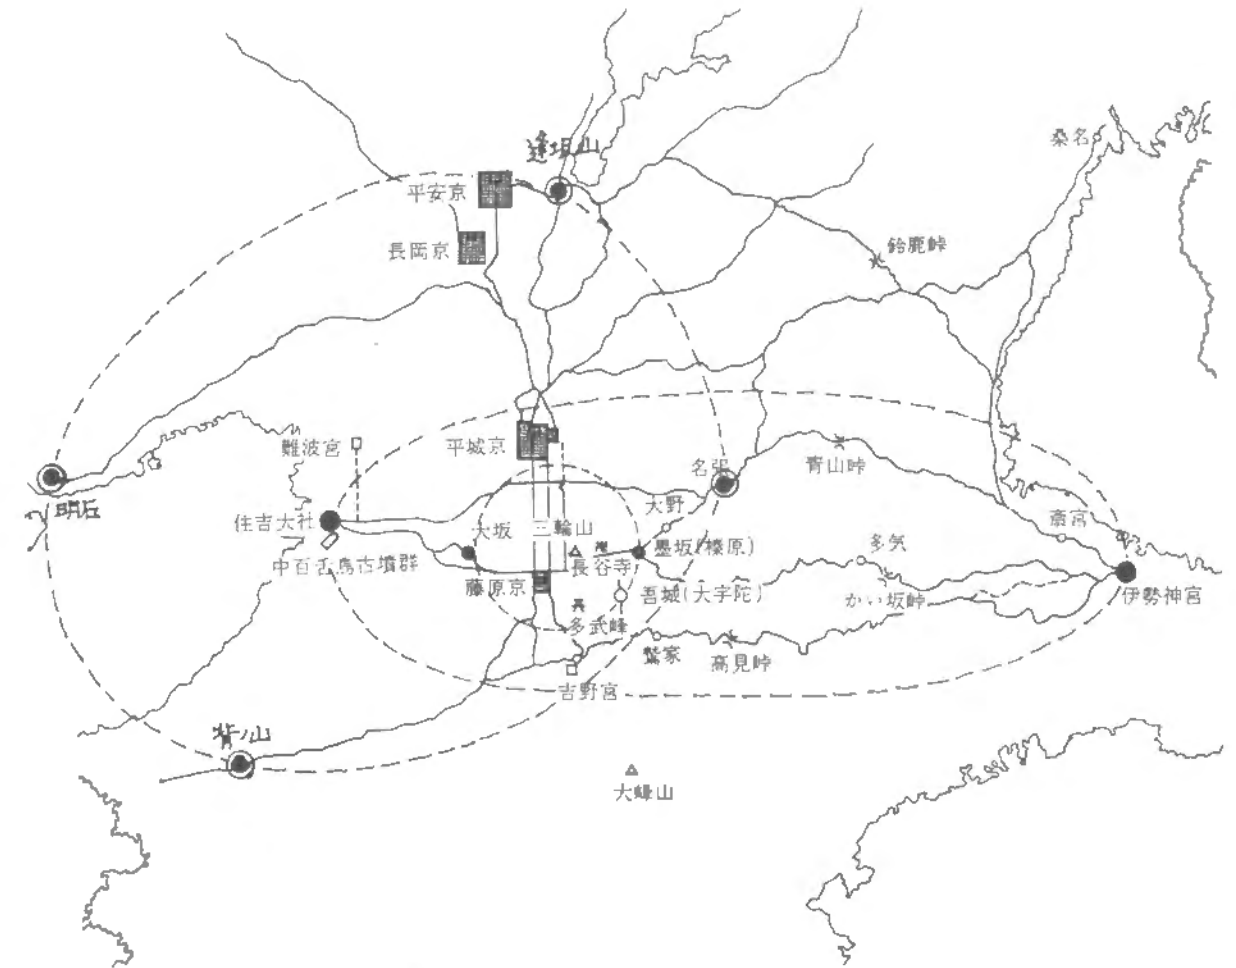 逢坂山
桑名
平安京
長岡京
鈴鹿峠
難波宮
平城京
名張
青山峠
明石
住吉大社
大坂
三輪山
大野
墨坂(榛原)
斎宮
多気
中百舌鳥古墳群
藤原京
長谷寺
吾城(大宇陀)
かい坂峠
伊勢神宮
多武峰
鷲家
高見峠
吉野宮
背ノ山
大峰山